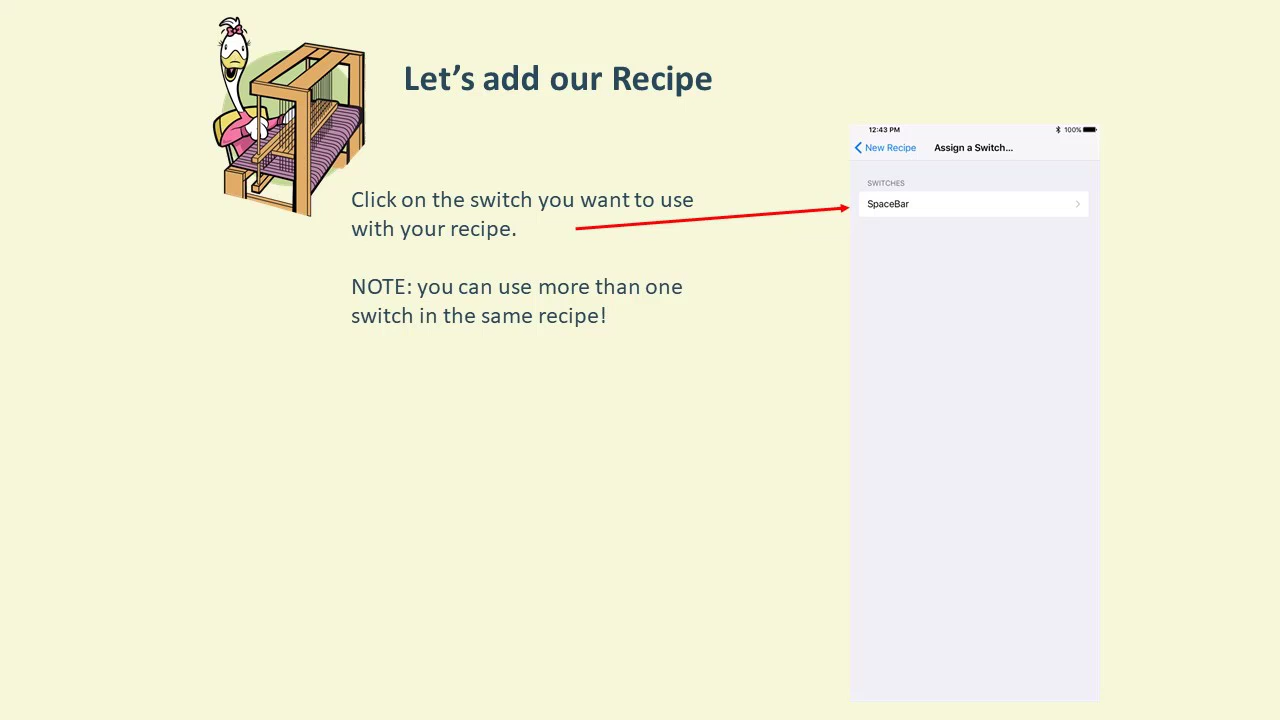 Let's add our Recipe
Click on the switch you want to use
with your recipe.
NOTE: you can use more than one
switch in the same recipe!
12:43 PM
100%
New Recipe
Assign a Switch...
SWITCHES
SpaceBar